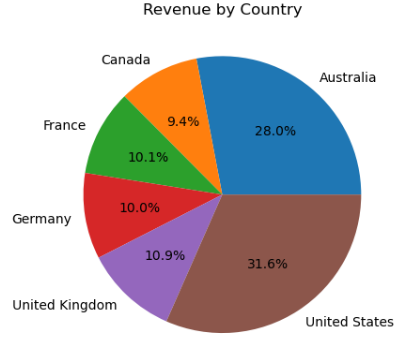 Revenue by Country
Canada
Australia
9.4%
28.0%
France
10.1%
Germany
10.0%
10.9%
31.6%
United Kingdom
United States